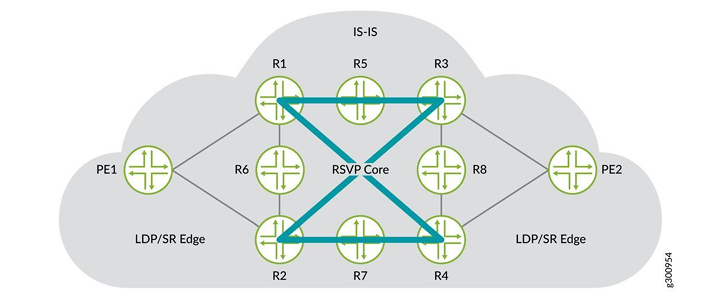 IS-IS
R1
R5
R3
PE1
R6
RSVP Core
R8
PE2
LDP/SR Edge
LDP/SR Edge
R2
R7
R4
g300954